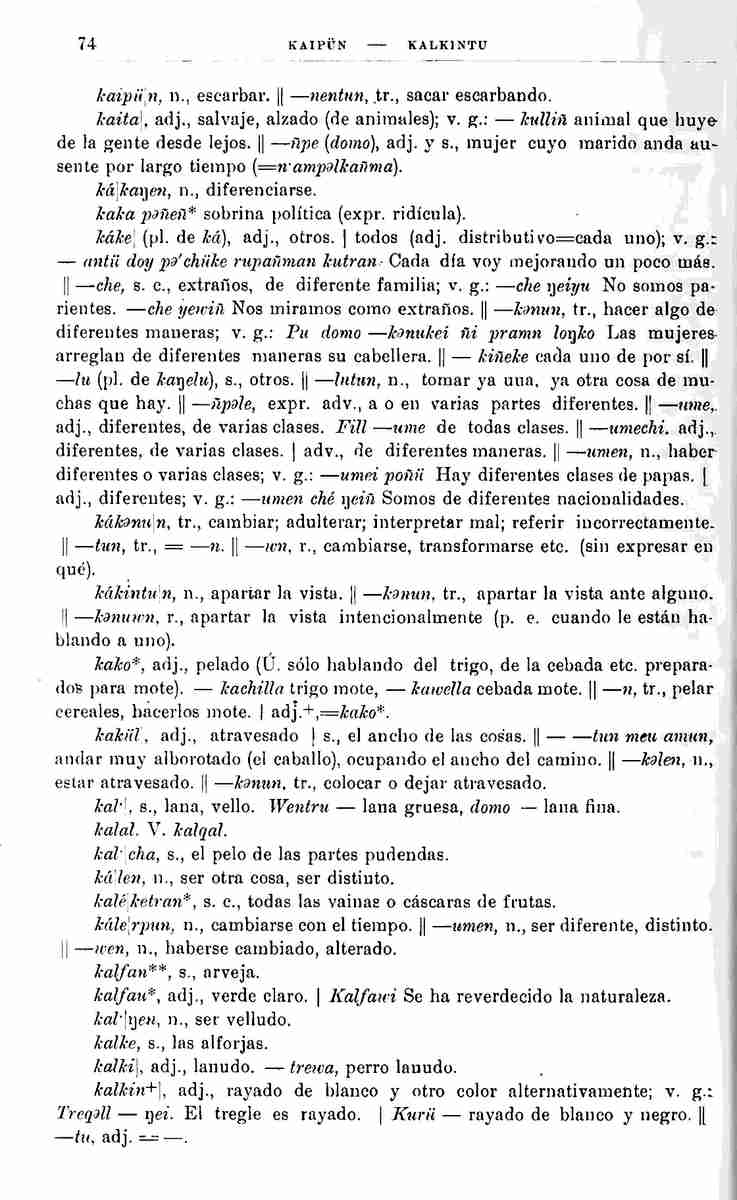 74 KAIPÜN — KALKINTU
kaipü|n, n., escarbar. || —nentun, tr., sacar escarbando.
kaita|, adj., salvaje, alzado (de animales); v. g.: — kulliñ animal que huye
de la gente desde lejos. || —ñpe (domo), adj. y s., mujer cuyo marido anda au-
sente por largo tiempo (=n·ampəlkañma).
ká|kaŋen, n., diferenciarse.
kaka pəñeñ* sobrina política (expr. ridícula).
káke| (pl. de ká), adj., otros. | todos (adj. distributivo=cada uno); v. g.:
— antü doy pə'chüke rupañman kutran· Cada día voy mejorando un poco más.
|| —che, s. c., extraños, de diferente familia; v. g.: —che ŋeiyu No somos pa-
rientes. —che yewiñ Nos miramos como extraños. || —kənun, tr., hacer algo de
diferentes maneras; v. g.: Pu domo —kənukei ñi pramn loŋko Las mujeres
arreglan de diferentes maneras su cabellera. || — kiñeke cada uno de por sí. ||
—lu (pl. de kaŋelu), s., otros. || —lutun, n., tomar ya una, ya otra cosa de mu-
chas que hay. || —ñpəle, expr. adv., a o en varias partes diferentes. || —ume,
adj., diferentes, de varias clases. Fill —ume de todas clases. || —umechi, adj.,
diferentes, de varias clases. | adv., de diferentes maneras. || —umen, n., haber
diferentes o varias clases; v. g.: —umei poñü Hay diferentes clases de papas. |
adj., diferentes; v. g.: —umen ché ŋeiñ Somos de diferentes nacionalidades.
kákənu|n, tr., cambiar; adulterar; interpretar mal; referir incorrectamente.
|| —tun, tr., = —n. || —wn, r., cambiarse, transformarse etc. (sin expresar en
qué).
kákintu|n, n., apartar la vista. || —kənun, tr., apartar la vista ante alguno.
|| —kənuwn, r., apartar la vista intencionalmente (p. e. cuando le están ha-
blando a uno).
kako*, adj., pelado (Ú. sólo hablando del trigo, de la cebada etc. prepara-
dos para mote). — kachilla trigo mote, — kawella cebada mote. || —n, tr., pelar
cereales, hacerlos mote. | adj.+,=kako*.
kakül|, adj., atravesado | s., el ancho de las cosas. || — —tun meu amun,
andar muy alborotado (el caballo), ocupando el ancho del camino. || —kəlen, n.,
estar atravesado. || —kənun, tr., colocar o dejar atravesado.
kal·|, s., lana, vello. Wentru — lana gruesa, domo — lana fina.
kalal. V. kalqal.
kal·|cha, s., el pelo de las partes pudendas.
ká|len, n., ser otra cosa, ser distinto.
kalé|ketran*, s. c., todas las vainas o cáscaras de frutas.
kále|rpun, n., cambiarse con el tiempo. || —umen, n., ser diferente, distinto.
|| —wen, n., haberse cambiado, alterado.
kalfan**, s., arveja.
kalfau*, adj., verde claro. | Kalfawi Se ha reverdecido la naturaleza.
kal·|ŋen, n., ser velludo.
kalke, s., las alforjas.
kalki|, adj., lanudo. — trewa, perro lanudo.
kalkin+|, adj., rayado de blanco y otro color alternativamente; v. g.:
Treqəll — ŋei. El tregle es rayado. | Kurü — rayado de blanco y negro. ||
—tu, adj. = —.